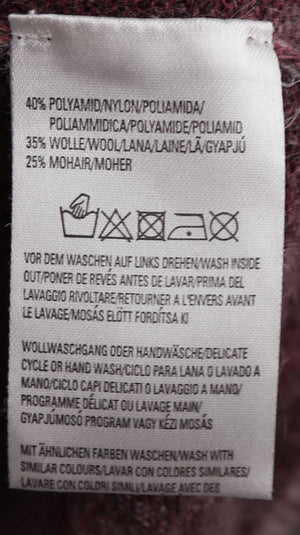 40% POLYAMID/NYLON/POLIAMIDA/
POLIAMMIDICA/POLYAMIDE/POLIAMID
35% WOLLE/WOOL/LANA/LAINE/LÃ/GYAPJÚ
25% MOHAIR/MOHER
VOR DEM WASCHEN AUF LINKS DREHEN/WASH INSIDE
OUT/PONER DE REVÉS ANTES DE LAVAR/PRIMA DEL
LAVAGGIO RIVOLTARE/RETOURNER A L'ENVERS AVANT
LE LAVAGE/MOSÁS ELÖTT FORDÍTSA KI
WOLLWASCHGANG ODER HANDWÄSCHE/DELICATE
CYCLE OR HAND WASH/CICLO PARA LANA O LAVADO A
MANO/CICLO CAPI DELICATI O LAVAGGIO A MANO/
PROGRAMME DÉLICAT OU LAVAGE MAIN/
GYAPJÚMOSÓ PROGRAM VAGY KÉZI MOSÁS
MIT ÄHNLICHEN FARBEN WASCHEN/WASH WITH
SIMILAR COLOURS/LAVAR CON COLORES SIMILARES/
LAVARE CON COLORI SIMILI/LAVAGE AVEC DES